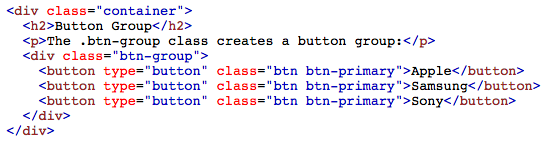 <div class="container">
  <h2>Button Group</h2>
  <p>The .btn-group class creates a button group:</p>
  <div class="btn-group">
    <button type="button" class="btn btn-primary">Apple</button>
    <button type="button" class="btn btn-primary">Samsung</button>
    <button type="button" class="btn btn-primary">Sony</button>
  </div>
</div>